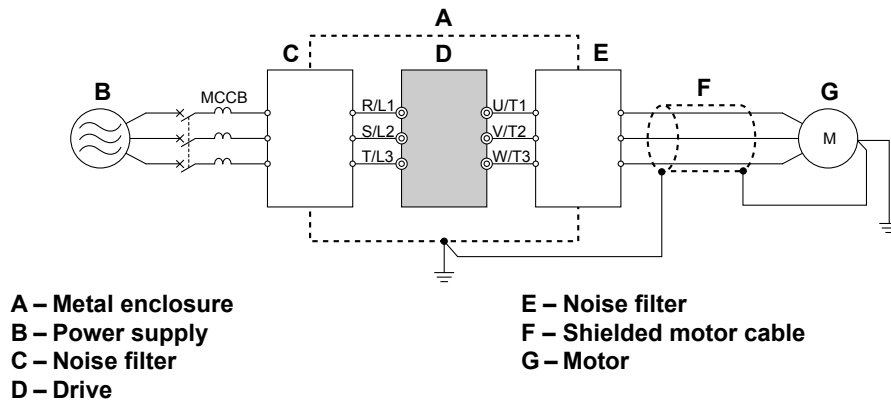 A
C
D
E
B
MCCB
F
G
R/L1
U/T1
S/L2
V/T2
M
T/L3
W/T3
A – Metal enclosure
B – Power supply
C – Noise filter
D – Drive
E – Noise filter
F – Shielded motor cable
G – Motor